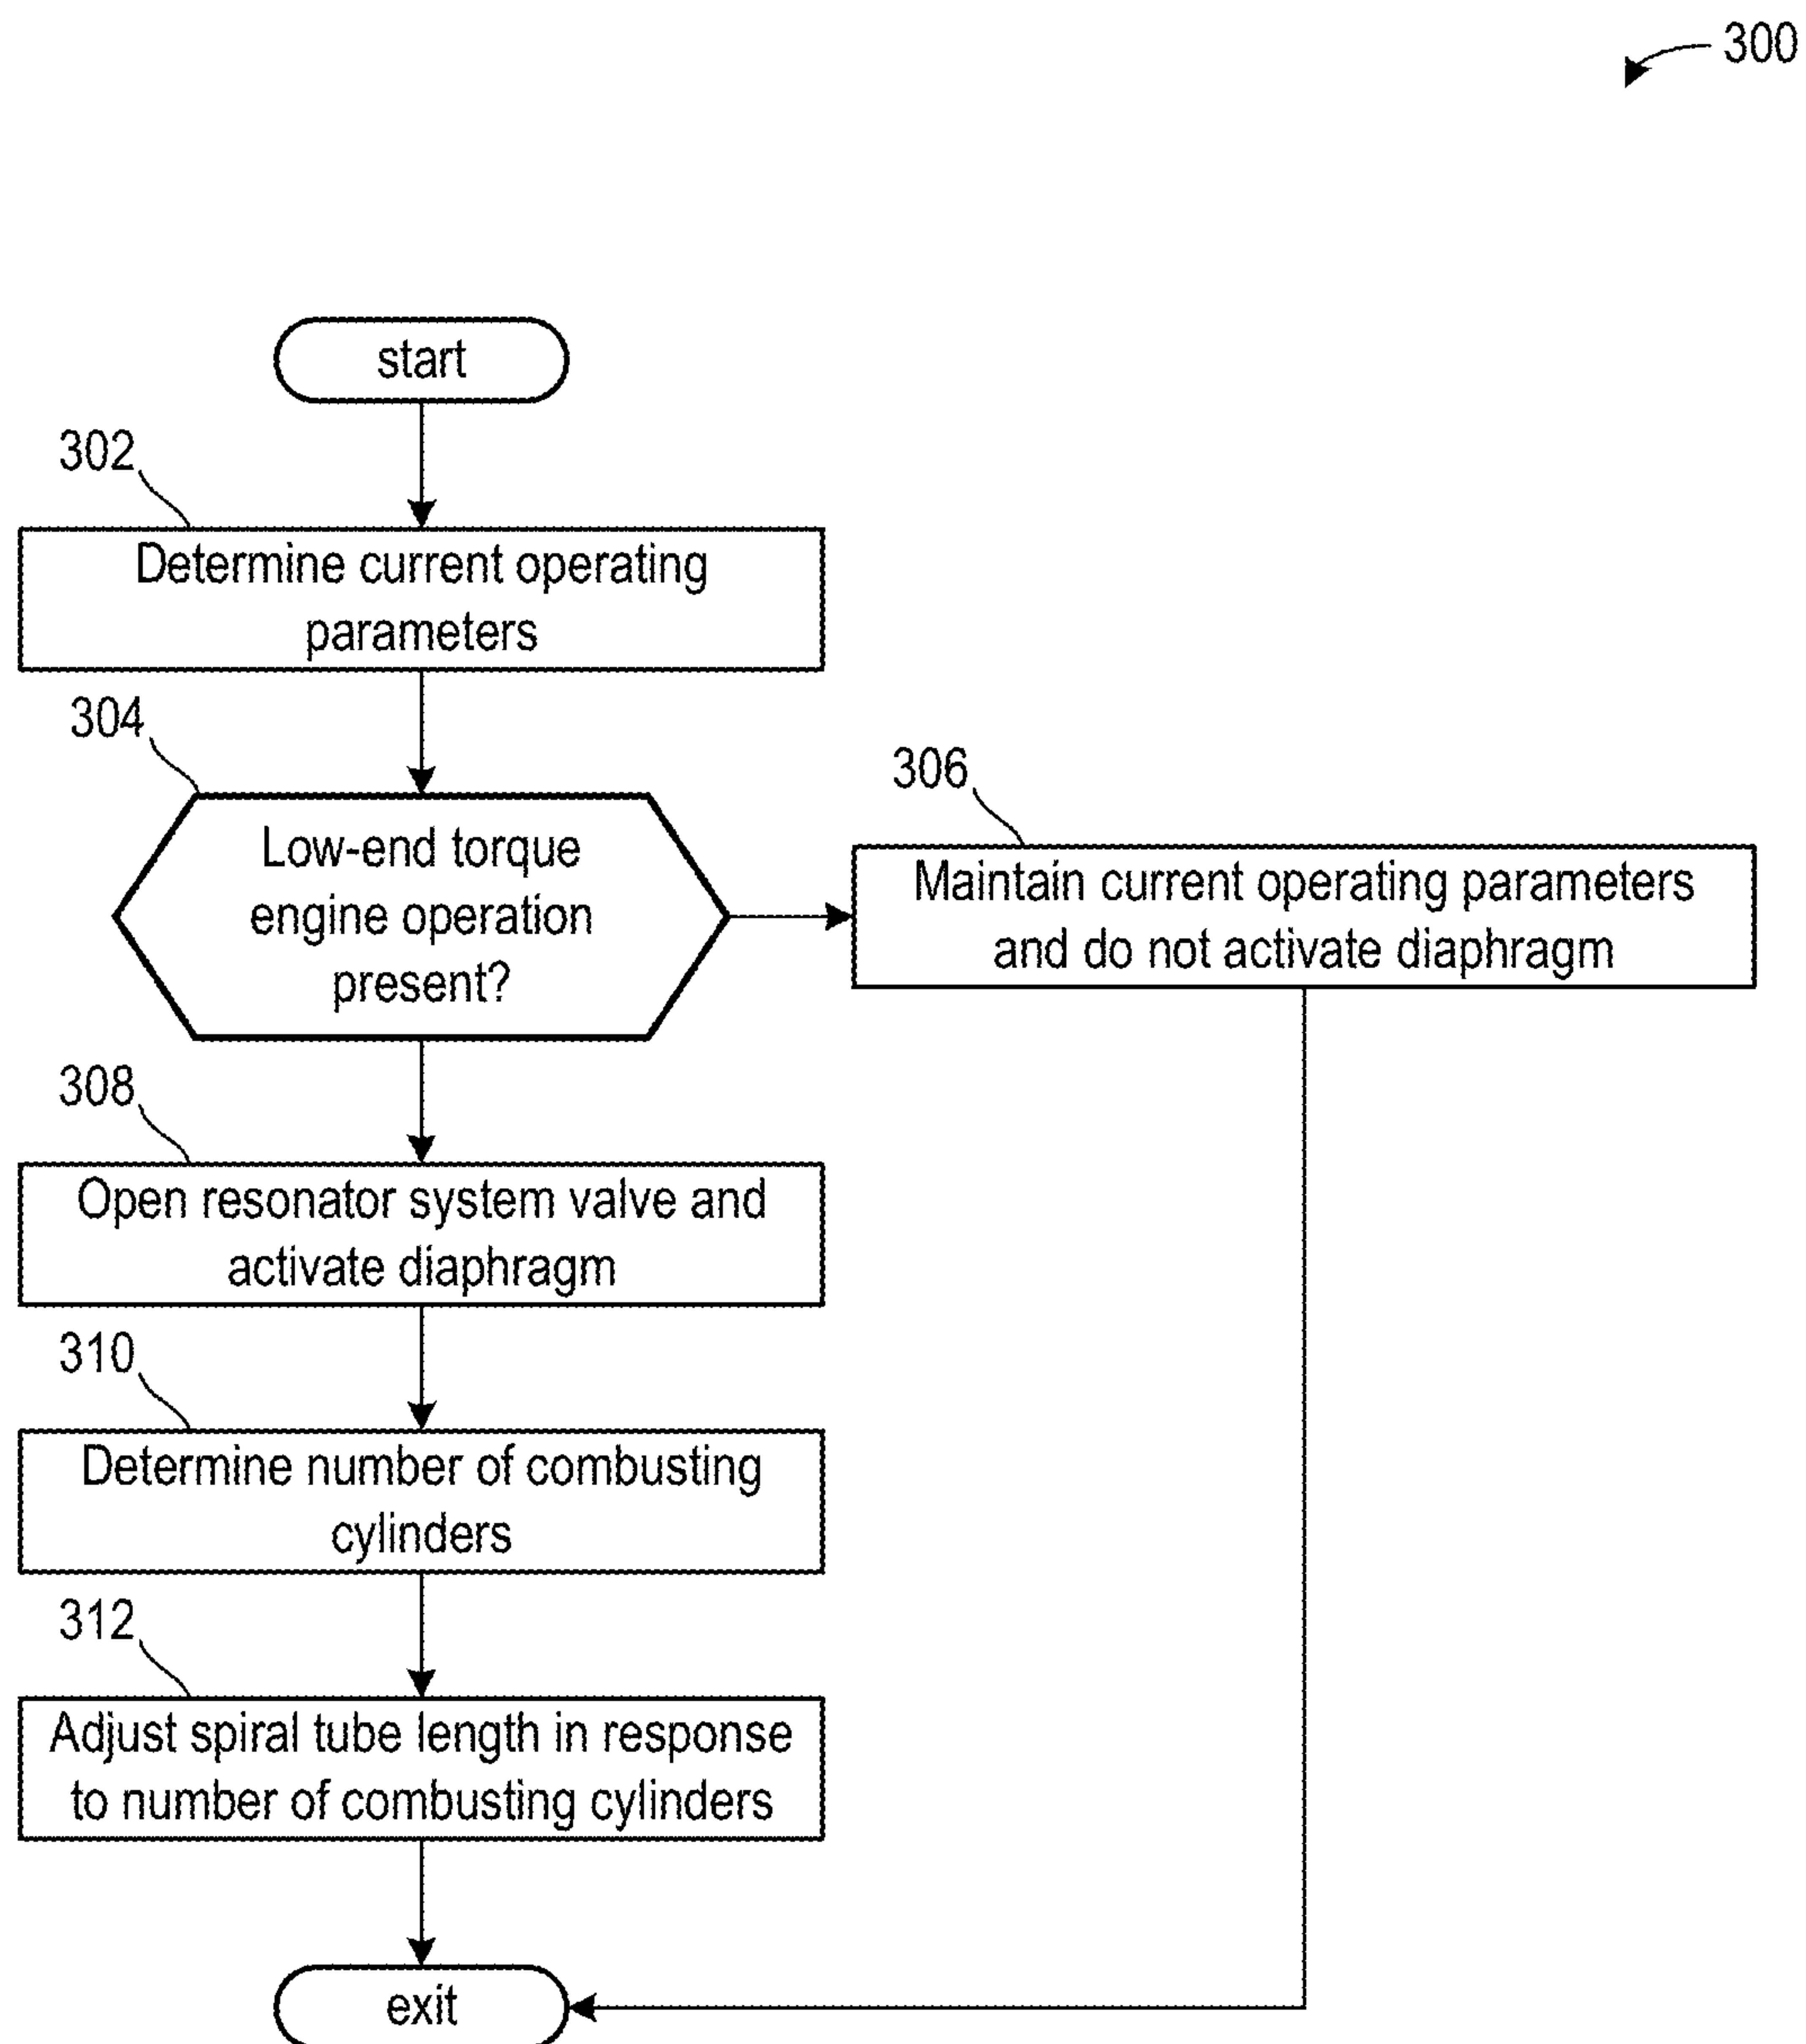 300
start
302
Determine current operating
parameters
304
Low-end torque
engine operation
present?
306
Maintain current operating parameters
and do not activate diaphragm
308
Open resonator system valve and
activate diaphragm
310
Determine number of combusting
cylinders
312
Adjust spiral tube length in response
to number of combusting cylinders
exit